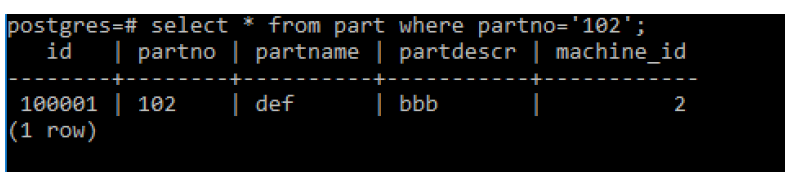 postgres=# select * from part where partno='102';
   id   | partno | partname | partdescr | machine_id
--------+--------+----------+-----------+------------
 100001 | 102    | def      | bbb       |          2
(1 row)